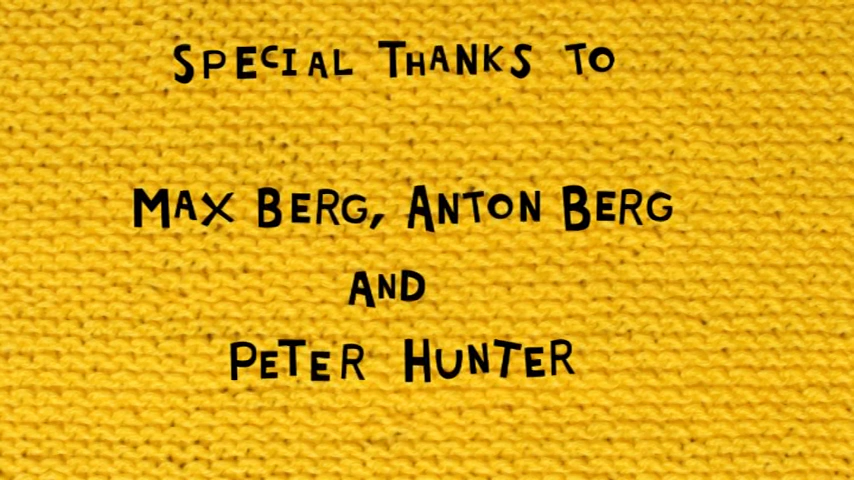 Special Thanks to
Max Berg, Anton Berg
and
Peter Hunter